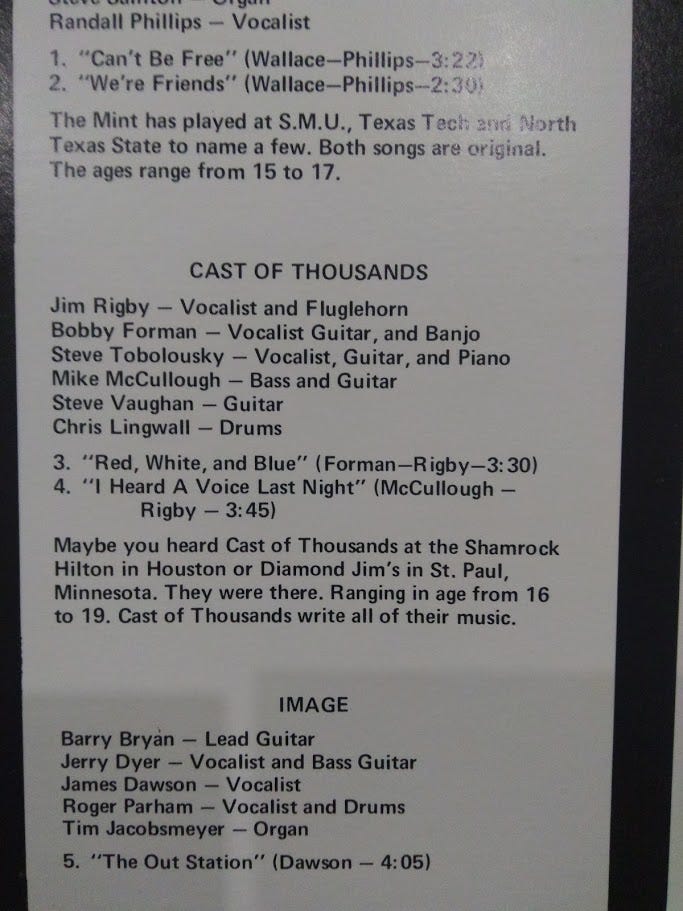 Organ
Randall Phillips — Vocalist
1. "Can't Be Free" (Wallace—Phillips—3:22)
2. "We're Friends" (Wallace—Phillips—2:30)
The Mint has played at S.M.U., Texas Tech and North
Texas State to name a few. Both songs are original.
The ages range from 15 to 17.
CAST OF THOUSANDS
Jim Rigby — Vocalist and Fluglehorn
Bobby Forman — Vocalist Guitar, and Banjo
Steve Tobolousky — Vocalist, Guitar, and Piano
Mike McCullough — Bass and Guitar
Steve Vaughan — Guitar
Chris Lingwall — Drums
3. "Red, White, and Blue" (Forman—Rigby—3:30)
4. "I Heard A Voice Last Night" (McCullough —
Rigby — 3:45)
Maybe you heard Cast of Thousands at the Shamrock
Hilton in Houston or Diamond Jim's in St. Paul,
Minnesota. They were there. Ranging in age from 16
to 19. Cast of Thousands write all of their music.
IMAGE
Barry Bryan — Lead Guitar
Jerry Dyer — Vocalist and Bass Guitar
James Dawson — Vocalist
Roger Parham — Vocalist and Drums
Tim Jacobsmeyer — Organ
5. "The Out Station" (Dawson — 4:05)